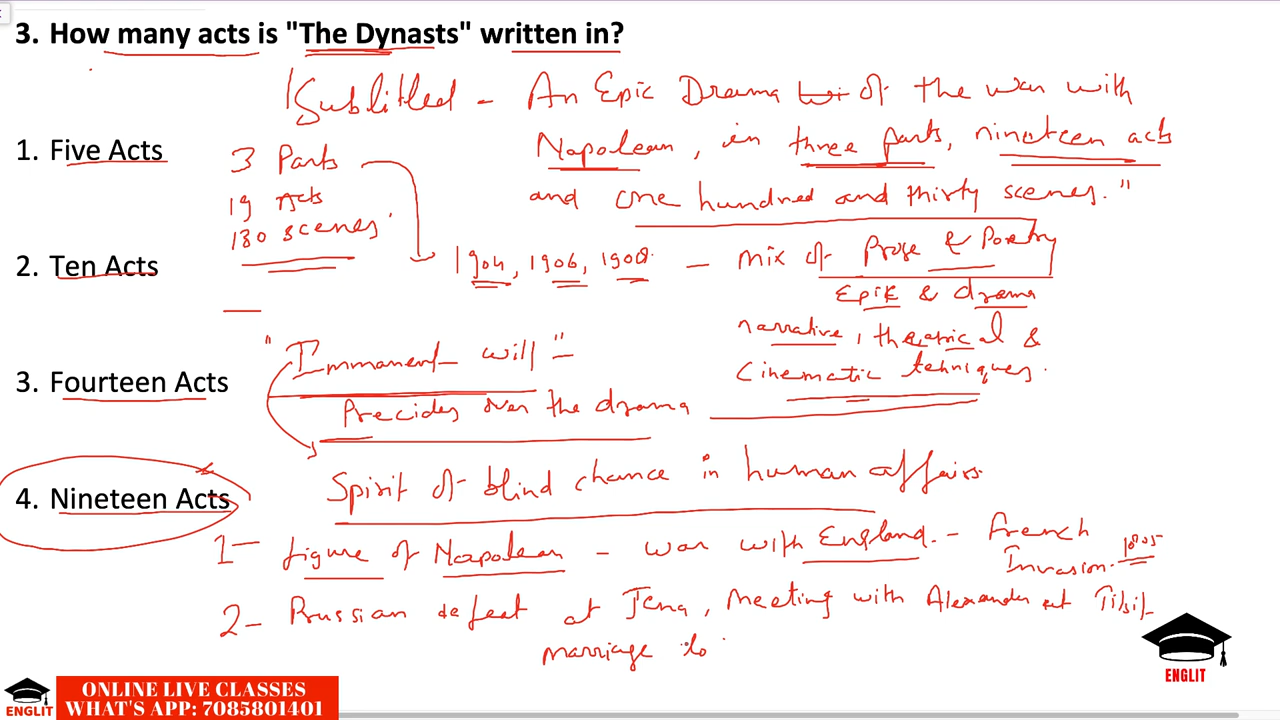 3. How many acts is "The Dynasts" written in?
Subtitled - An Epic Drama of the war with
Napolean, in three parts, nineteen acts
and one hundred and thirty scenes."
1. Five Acts
3 Parts
19 Acts
130 scenes
2. Ten Acts
1904, 1906, 1908 - mix of Prose & Poetry
Epik & drama
narrative, theatrical &
Cinematic tehniques.
"Immanent will"
3. Fourteen Acts
Precides over the drama
4. Nineteen Acts
Spirit of blind chance in human affairs
1- figure of Napolean - war with England. - French
Invasion. 1805
2- Prussian defeat at Jena, Meeting with Alexander at Tilsit
marriage to
ENGLIT
ENGLIT
ONLINE LIVE CLASSES
WHAT'S APP: 7085801401